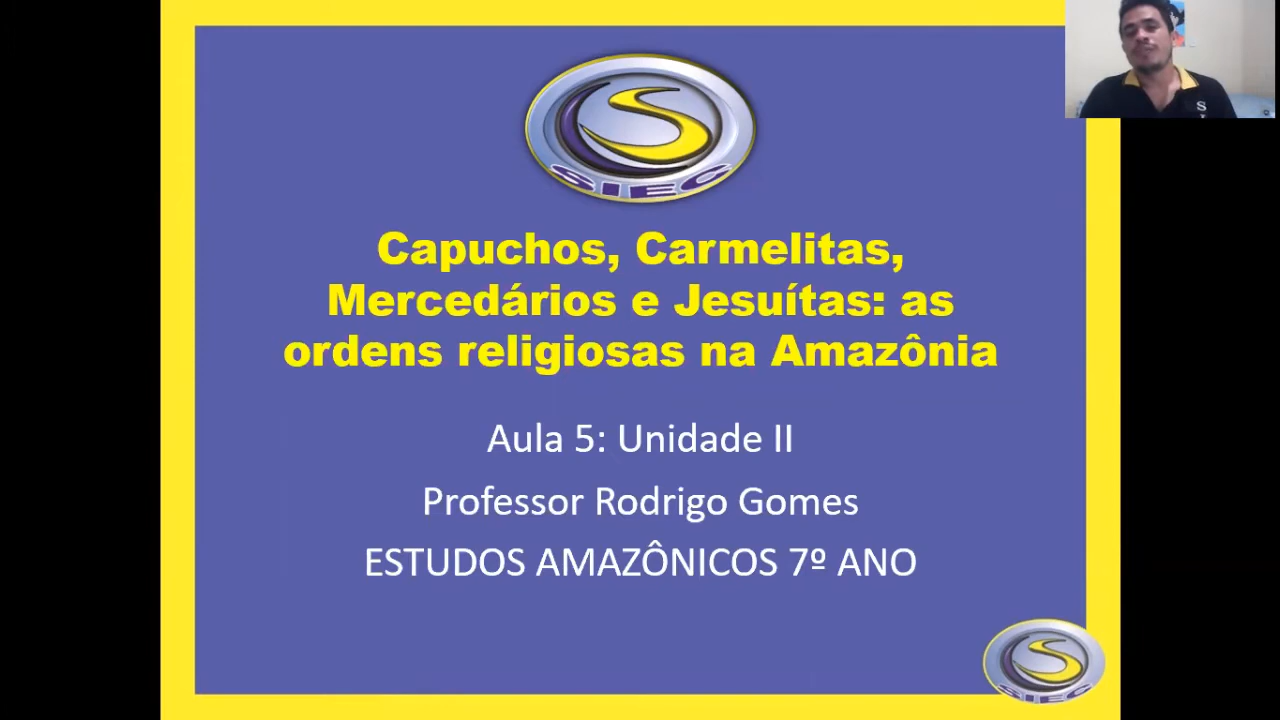 SIEC
Capuchos, Carmelitas,
Mercedários e Jesuítas: as
ordens religiosas na Amazônia
Aula 5: Unidade II
Professor Rodrigo Gomes
ESTUDOS AMAZÔNICOS 7º ANO
SIEC
S